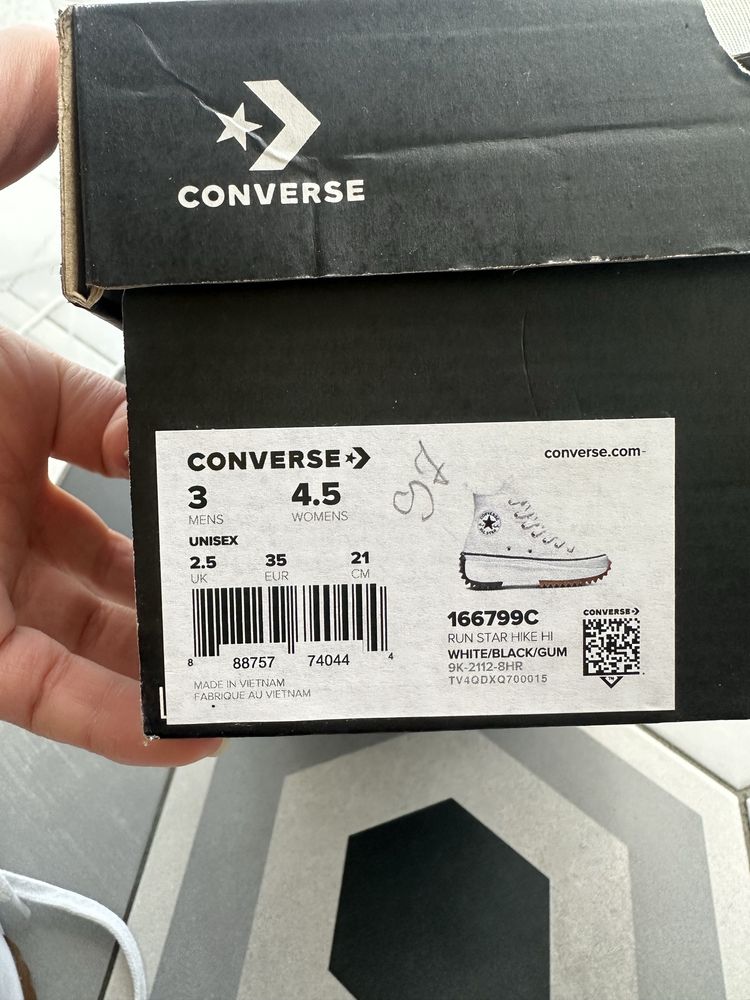 CONVERSE
CONVERSE
converse.com
3
MENS
4.5
WOMENS
UNISEX
2.5
UK
35
EUR
21
CM
8 88757 74044 4
MADE IN VIETNAM
FABRIQUE AU VIETNAM
166799C
RUN STAR HIKE HI
WHITE/BLACK/GUM
9K-2112-8HR
TV4QDXQ700015
CONVERSE
TM